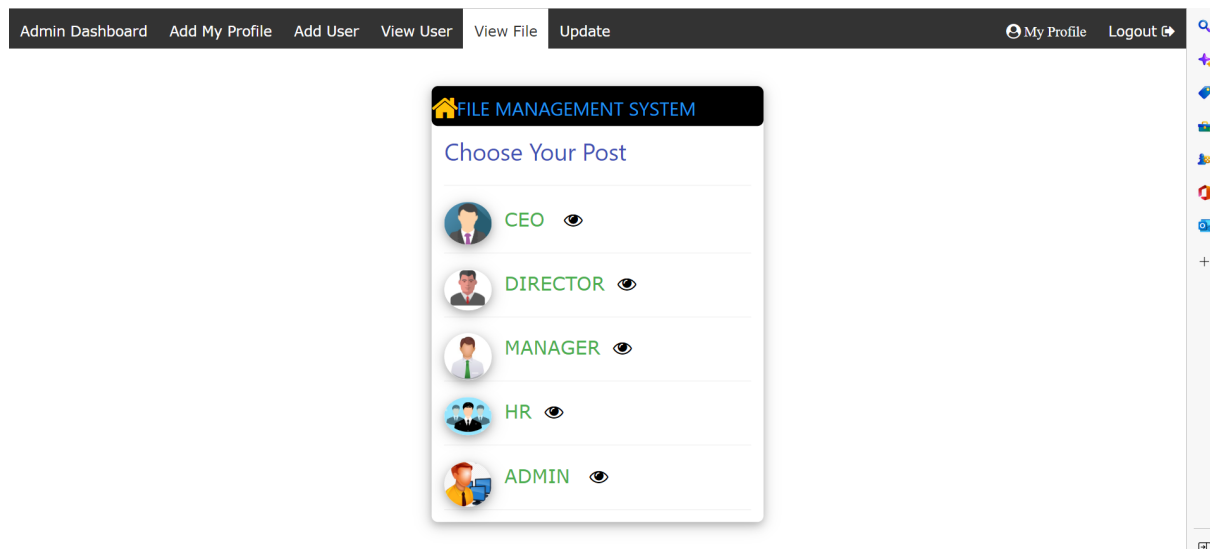 Admin Dashboard Add My Profile Add User View User View File Update My Profile Logout
FILE MANAGEMENT SYSTEM
Choose Your Post
CEO
DIRECTOR
MANAGER
HR
ADMIN